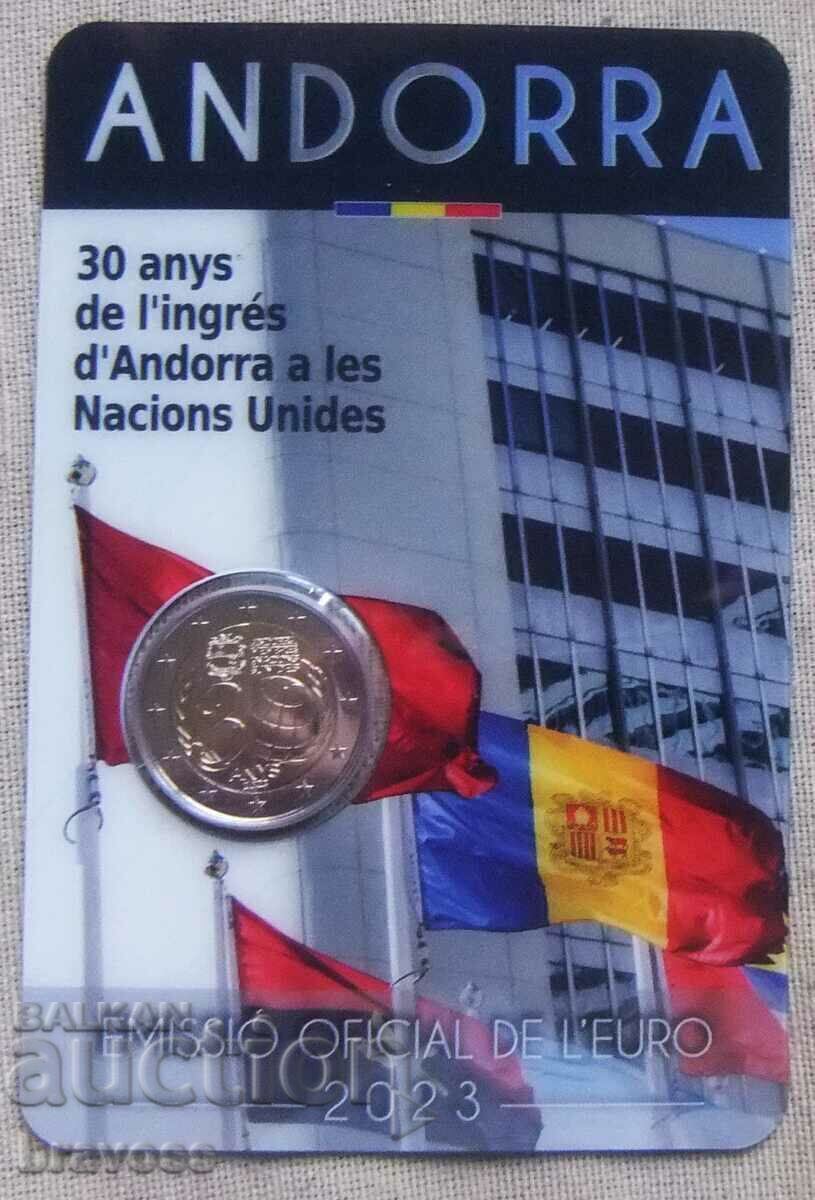 ANDORRA
30 anys
de l'ingrés
d'Andorra a les
Nacions Unides
EMISSIÓ OFICIAL DE L'EURO
2023
BALKAN
auction
bravoss